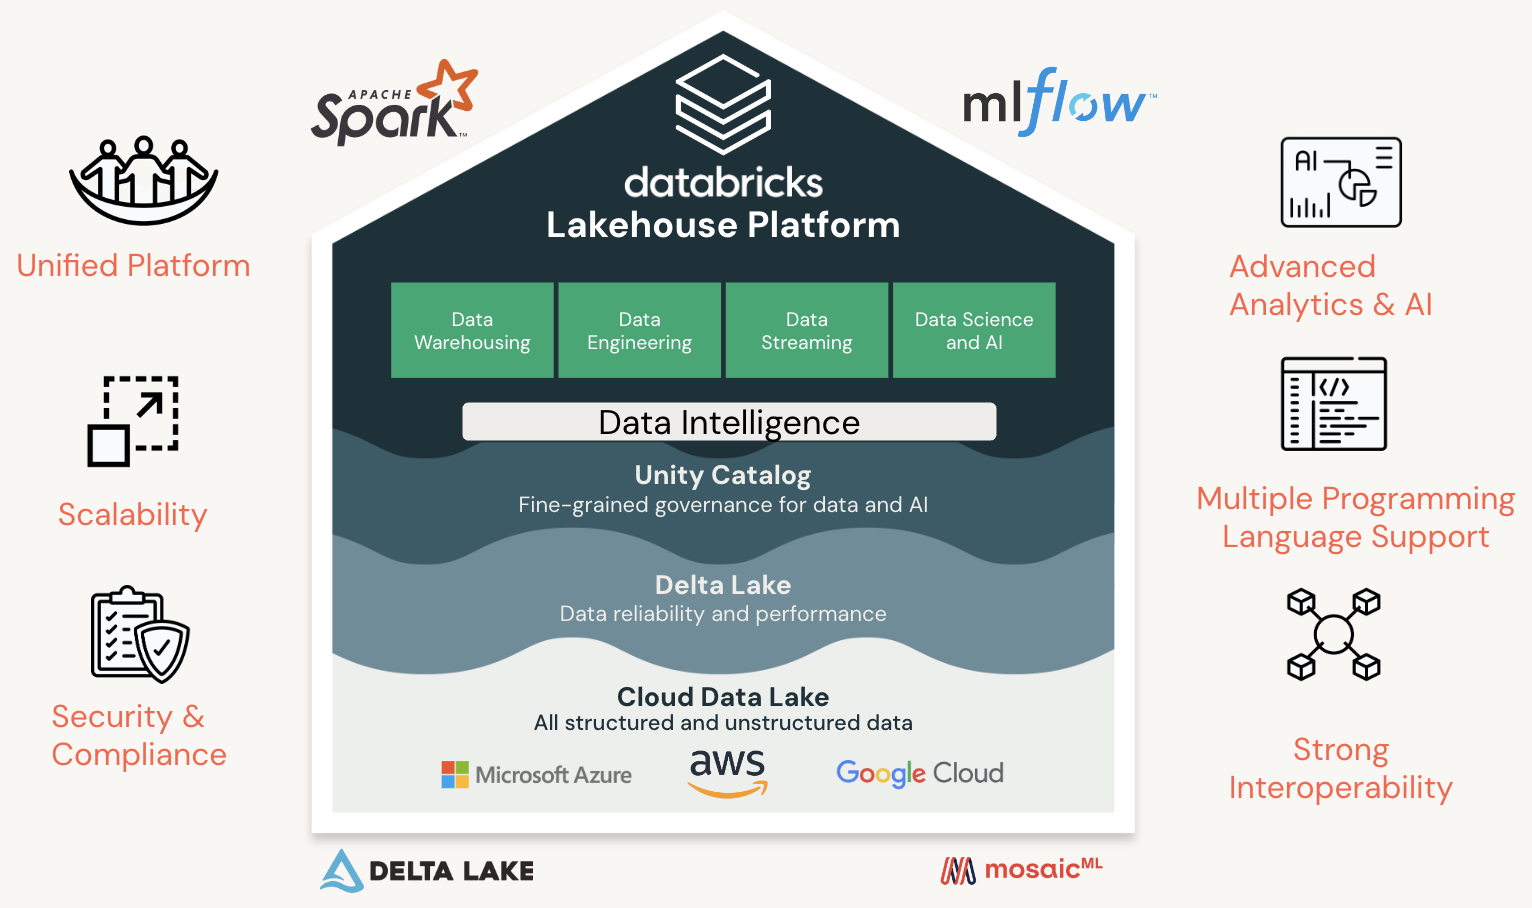 APACHE
Spark™
mlflow™
databricks
Lakehouse Platform
Unified Platform
Scalability
Security &
Compliance
Data
Warehousing
Data
Engineering
Data
Streaming
Data Science
and AI
Data Intelligence
Unity Catalog
Fine-grained governance for data and AI
Delta Lake
Data reliability and performance
Cloud Data Lake
All structured and unstructured data
Microsoft Azure
aws
Google Cloud
AI
Advanced
Analytics & AI
</>
Multiple Programming
Language Support
Strong
Interoperability
DELTA LAKE
mosaicML